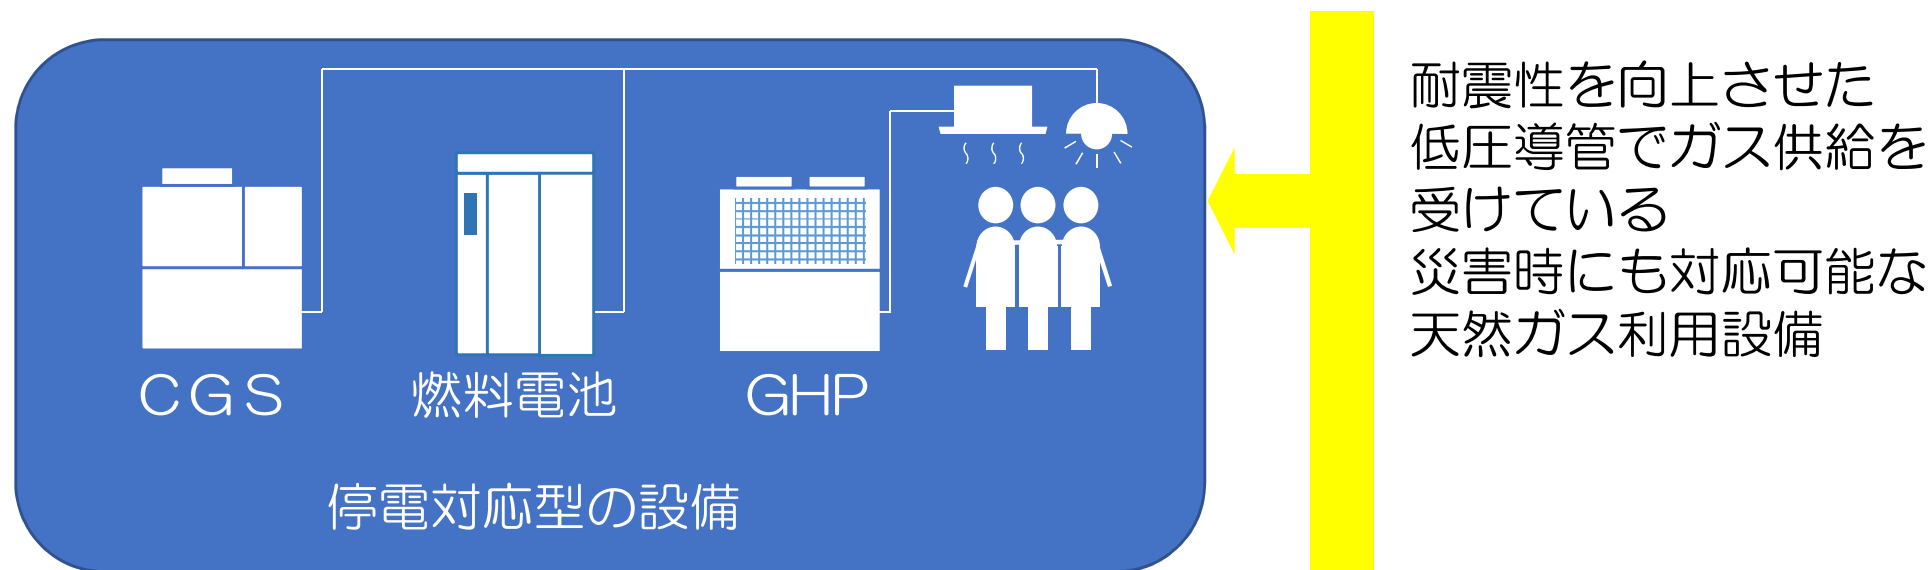 耐震性を向上させた
低圧導管でガス供給を
受けている
災害時にも対応可能な
天然ガス利用設備
CGS
燃料電池
GHP
停電対応型の設備